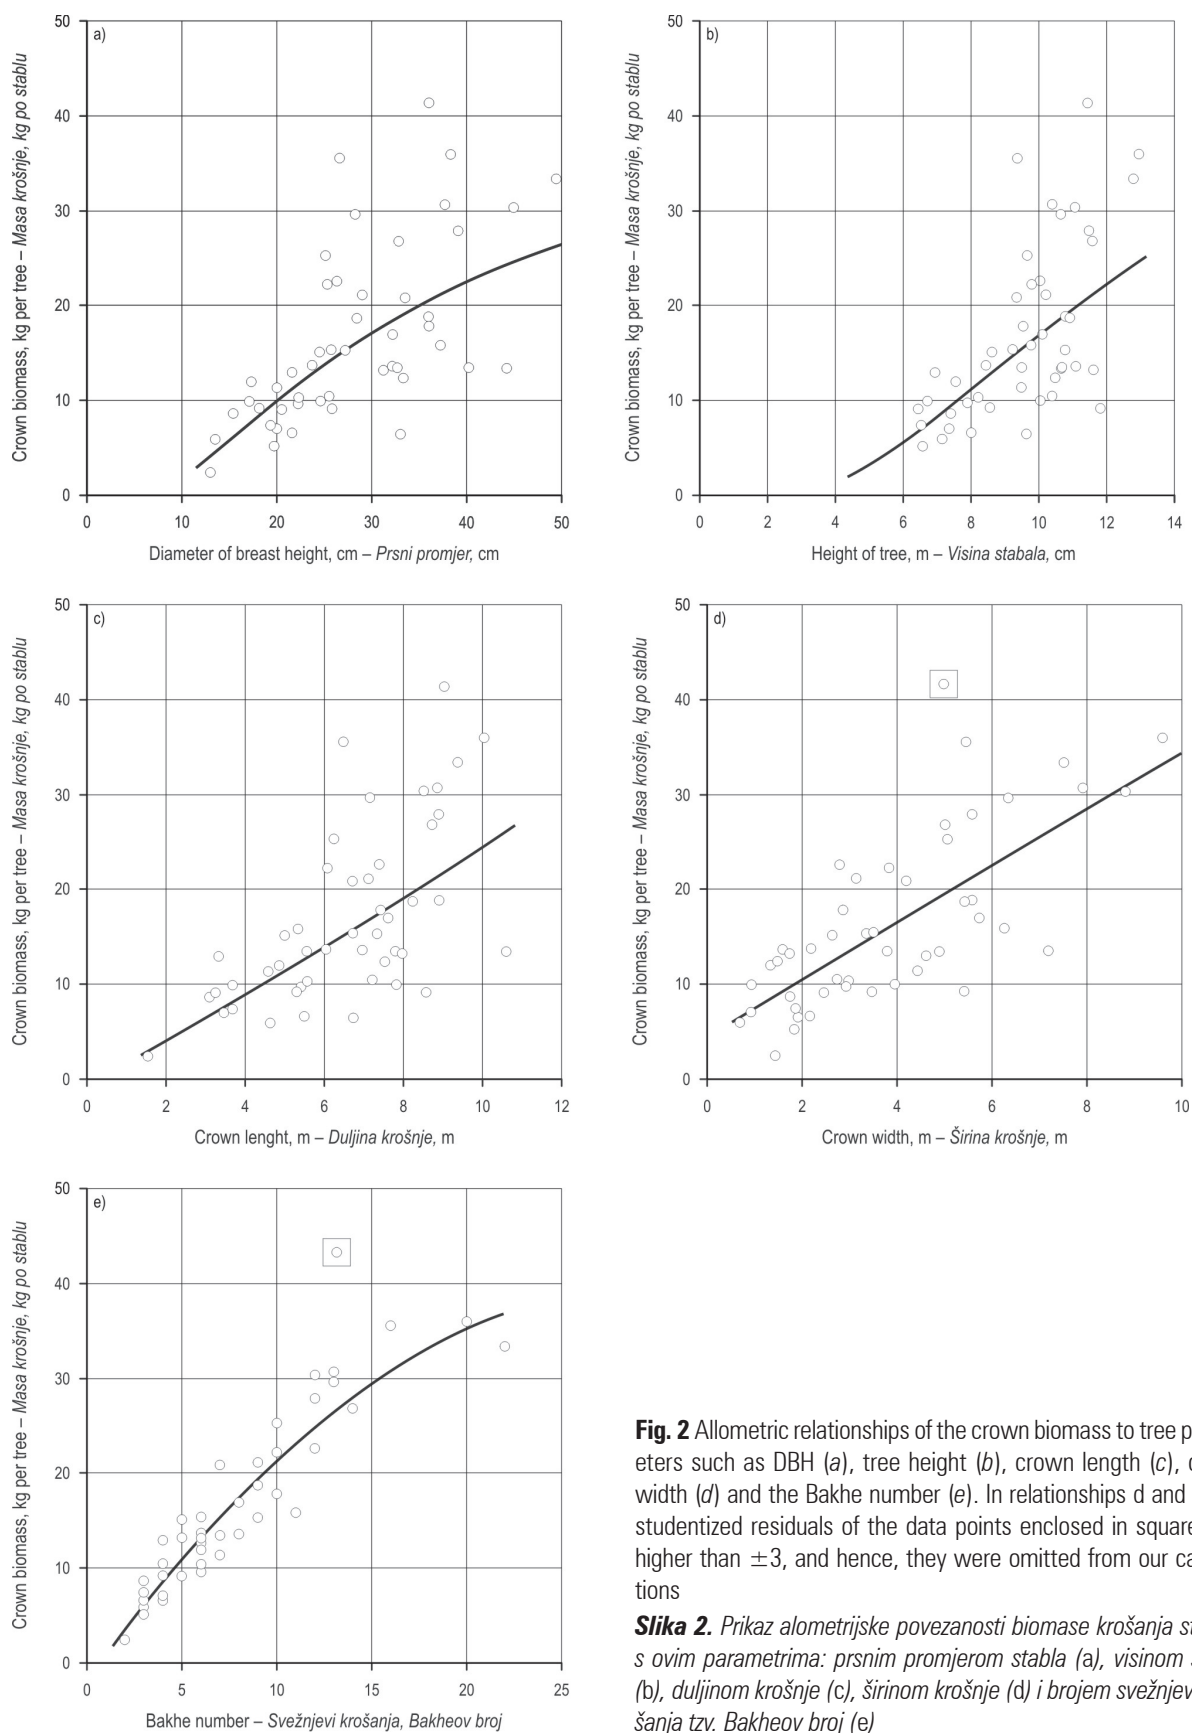 a)
50
40
30
20
10
0
Crown biomass, kg per tree – Masa krošnje, kg po stablu
0 10 20 30 40 50
Diameter of breast height, cm – Prsni promjer, cm
b)
50
40
30
20
10
0
Crown biomass, kg per tree – Masa krošnje, kg po stablu
0 2 4 6 8 10 12 14
Height of tree, m – Visina stabala, cm
c)
50
40
30
20
10
0
Crown biomass, kg per tree – Masa krošnje, kg po stablu
0 2 4 6 8 10 12
Crown lenght, m – Duljina krošnje, m
d)
50
40
30
20
10
0
Crown biomass, kg per tree – Masa krošnje, kg po stablu
0 2 4 6 8 10
Crown width, m – Širina krošnje, m
e)
50
40
30
20
10
0
Crown biomass, kg per tree – Masa krošnje, kg po stablu
0 5 10 15 20 25
Bakhe number – Svežnjevi krošanja, Bakheov broj
Fig. 2 Allometric relationships of the crown biomass to tree p
eters such as DBH (a), tree height (b), crown length (c), c
width (d) and the Bakhe number (e). In relationships d and
studentized residuals of the data points enclosed in square
higher than ±3, and hence, they were omitted from our ca
tions
Slika 2. Prikaz alometrijske povezanosti biomase krošanja st
s ovim parametrima: prsnim promjerom stabla (a), visinom s
(b), duljinom krošnje (c), širinom krošnje (d) i brojem svežnjev
šanja tzv. Bakheov broj (e)